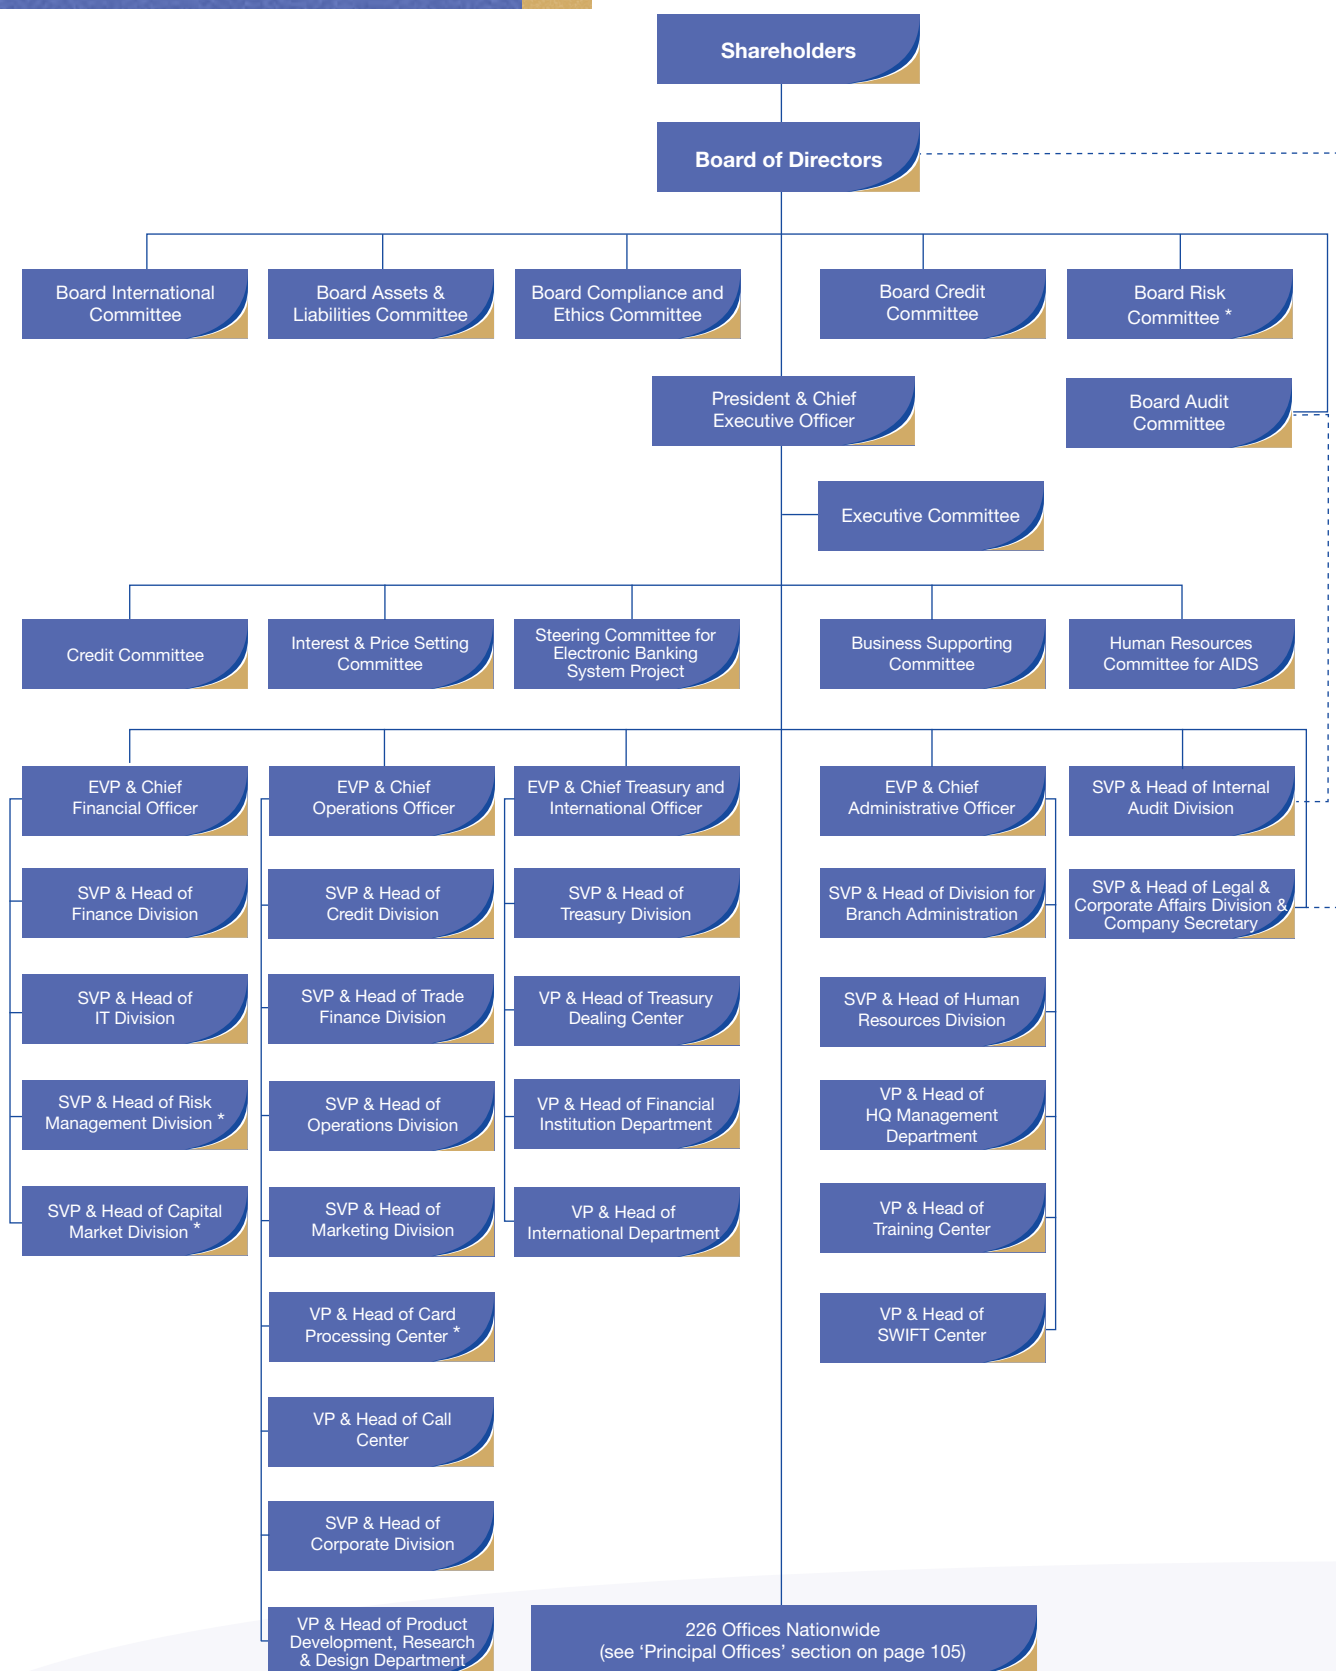 Shareholders
Board of Directors
Board International
Committee
Board Assets &
Liabilities Committee
Board Compliance and
Ethics Committee
Board Credit
Committee
Board Risk
Committee *
President & Chief
Executive Officer
Board Audit
Committee
Executive Committee
Credit Committee
Interest & Price Setting
Committee
Steering Committee for
Electronic Banking
System Project
Business Supporting
Committee
Human Resources
Committee for AIDS
EVP & Chief
Financial Officer
EVP & Chief
Operations Officer
EVP & Chief Treasury and
International Officer
EVP & Chief
Administrative Officer
SVP & Head of Internal
Audit Division
SVP & Head of
Finance Division
SVP & Head of
Credit Division
SVP & Head of
Treasury Division
SVP & Head of Division for
Branch Administration
SVP & Head of Legal &
Corporate Affairs Division &
Company Secretary
SVP & Head of
IT Division
SVP & Head of Trade
Finance Division
VP & Head of Treasury
Dealing Center
SVP & Head of Human
Resources Division
SVP & Head of Risk
Management Division *
SVP & Head of
Operations Division
VP & Head of Financial
Institution Department
VP & Head of
HQ Management
Department
SVP & Head of Capital
Market Division *
SVP & Head of
Marketing Division
VP & Head of
International Department
VP & Head of
Training Center
VP & Head of Card
Processing Center *
VP & Head of
SWIFT Center
VP & Head of Call
Center
SVP & Head of
Corporate Division
VP & Head of Product
Development, Research
& Design Department
226 Offices Nationwide
(see ‘Principal Offices’ section on page 105)